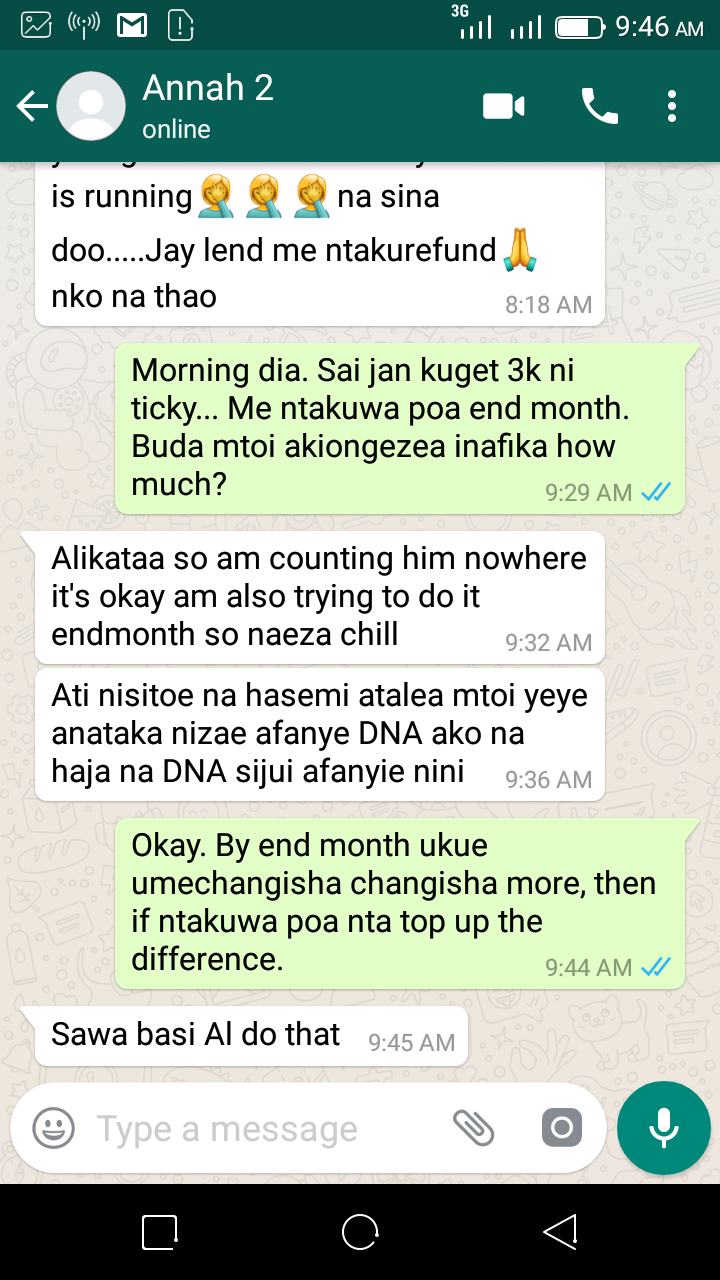 3G
9:46 AM
Annah 2
online
is running🤦‍♀️🤦‍♀️🤦‍♀️na sina
doo.....Jay lend me ntakurefund🙏
nko na thao
8:18 AM
Morning dia. Sai jan kuget 3k ni
ticky... Me ntakuwa poa end month.
Buda mtoi akiongezea inafika how
much?
9:29 AM
Alikataa so am counting him nowhere
it's okay am also trying to do it
endmonth so naeza chill
9:32 AM
Ati nisitoe na hasemi atalea mtoi yeye
anataka nizae afanye DNA ako na
haja na DNA sijui afanyie nini
9:36 AM
Okay. By end month ukue
umechangisha changisha more, then
if ntakuwa poa nta top up the
difference.
9:44 AM
Sawa basi Al do that
9:45 AM
Type a message